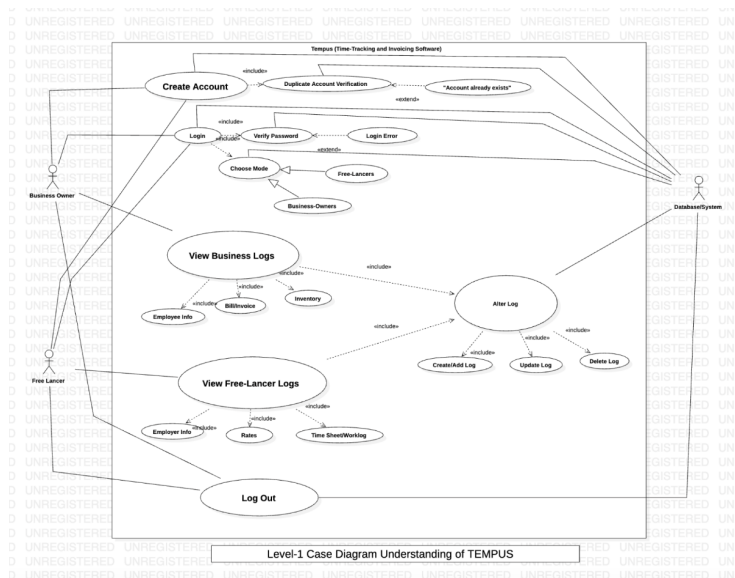 Tempus (Time-Tracking and Invoicing Software)
Create Account
«include»
Duplicate Account Verification
"Account already exists"
«extend»
Login
«include»
Verify Password
Login Error
«include»
«extend»
Choose Mode
Free-Lancers
Business-Owners
Business Owner
Database/System
View Business Logs
«include»
«include»
«include»
«include»
Employee Info
Bill/Invoice
Inventory
Alter Log
«include»
«include»
«include»
«include»
Create/Add Log
Update Log
Delete Log
Free Lancer
View Free-Lancer Logs
«include»
«include»
«include»
Employer Info
Rates
Time Sheet/Worklog
Log Out
Level-1 Case Diagram Understanding of TEMPUS
UNREGISTERED